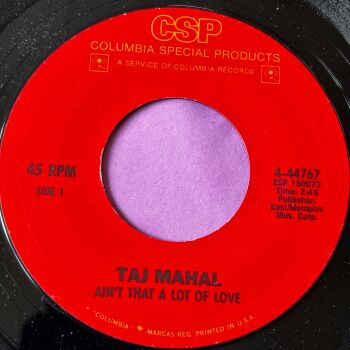 CSP
COLUMBIA SPECIAL PRODUCTS
A SERVICE OF COLUMBIA RECORDS
45 RPM
SIDE 1
4-44767
ZSP 150073
Time: 2:45
Publisher:
East/Memphis
Mus. Corp.
TAJ MAHAL
AIN'T THAT A LOT OF LOVE
"COLUMBIA" MARCAS REG. PRINTED IN U.S.A.